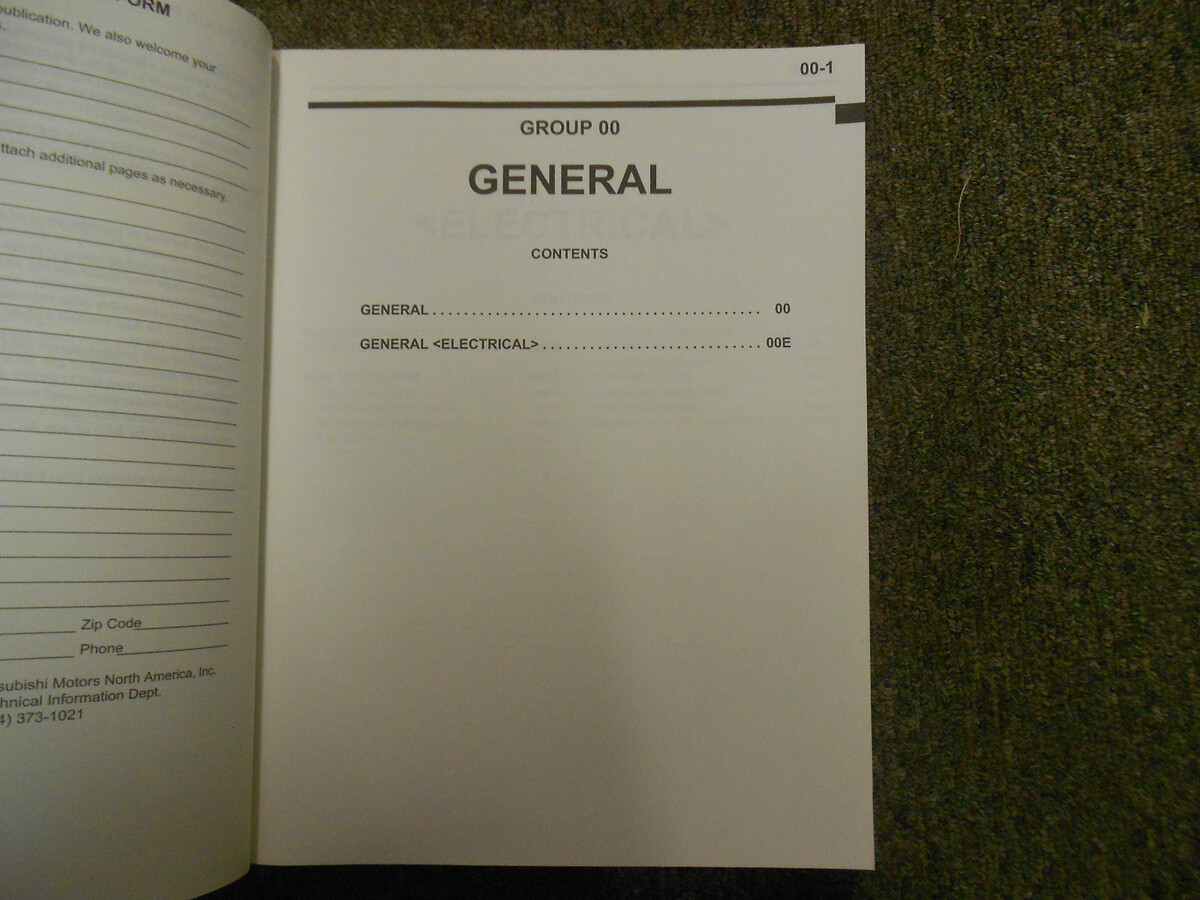 ORM
publication. We also welcome your
s.
ttach additional pages as necessary.
Zip Code
Phone
subishi Motors North America, Inc.
hnical Information Dept.
4) 373-1021
00-1
GROUP 00
GENERAL
<ELECTRICAL>
CONTENTS
GENERAL . . . . . . . . . . . . . . . . . . . . . . . . . . . . . . . . . . . . . . . . . . 00
GENERAL <ELECTRICAL> . . . . . . . . . . . . . . . . . . . . . . . . . . . . 00E